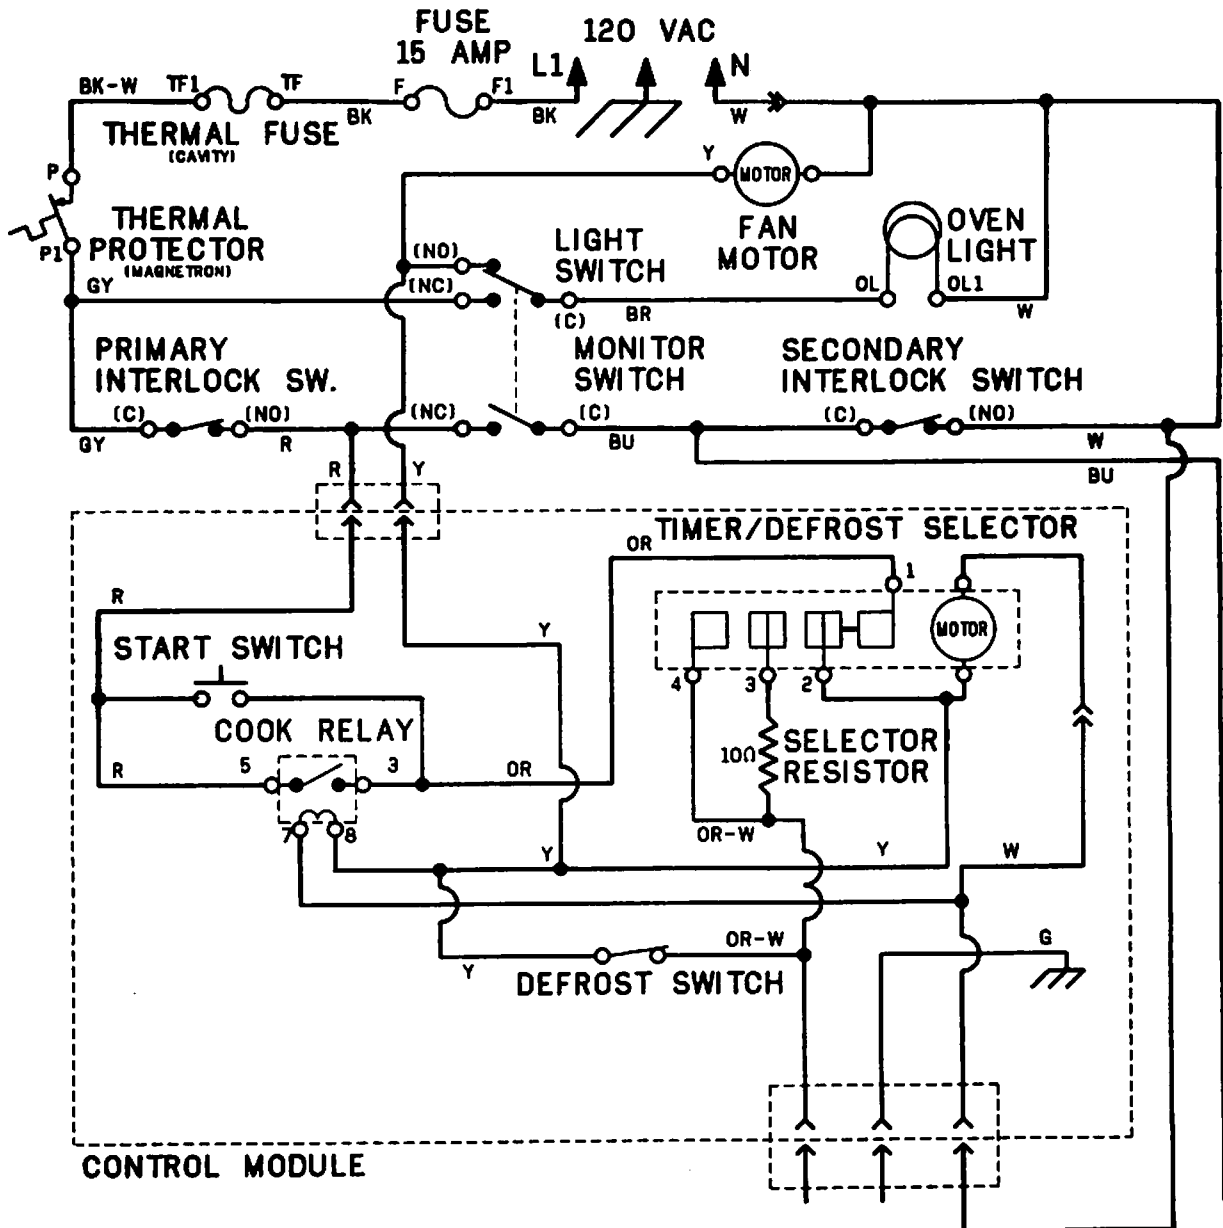 FUSE
15 AMP
120 VAC
L1
N
BK-W
TF1
TF
F
F1
BK
BK
W
THERMAL FUSE
(CAVITY)
Y
MOTOR
FAN
MOTOR
P
P1
THERMAL
PROTECTOR
(MAGNETRON)
OVEN
LIGHT
LIGHT
SWITCH
(NO)
(NC)
(C)
GY
BR
OL
OL1
W
PRIMARY
INTERLOCK SW.
MONITOR
SWITCH
SECONDARY
INTERLOCK SWITCH
(C)
(NO)
(NC)
(C)
(C)
(NO)
GY
R
BU
W
BU
R
Y
TIMER/DEFROST SELECTOR
OR
1
R
Y
MOTOR
START SWITCH
4
3
2
COOK RELAY
10Ω
SELECTOR
RESISTOR
R
5
3
OR
7
8
OR-W
Y
Y
W
OR-W
G
Y
DEFROST SWITCH
CONTROL MODULE